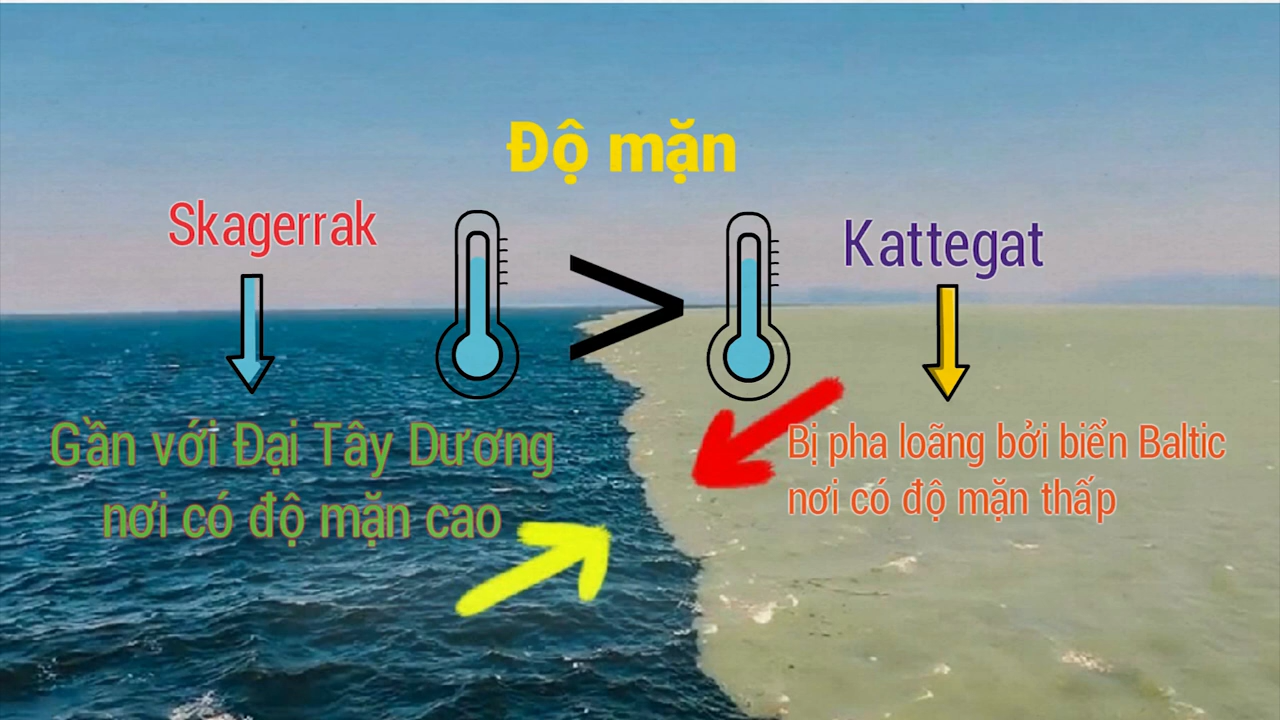 Độ mặn
Skagerrak
>
Kattegat
Gần với Đại Tây Dương
nơi có độ mặn cao
Bị pha loãng bởi biển Baltic
nơi có độ mặn thấp